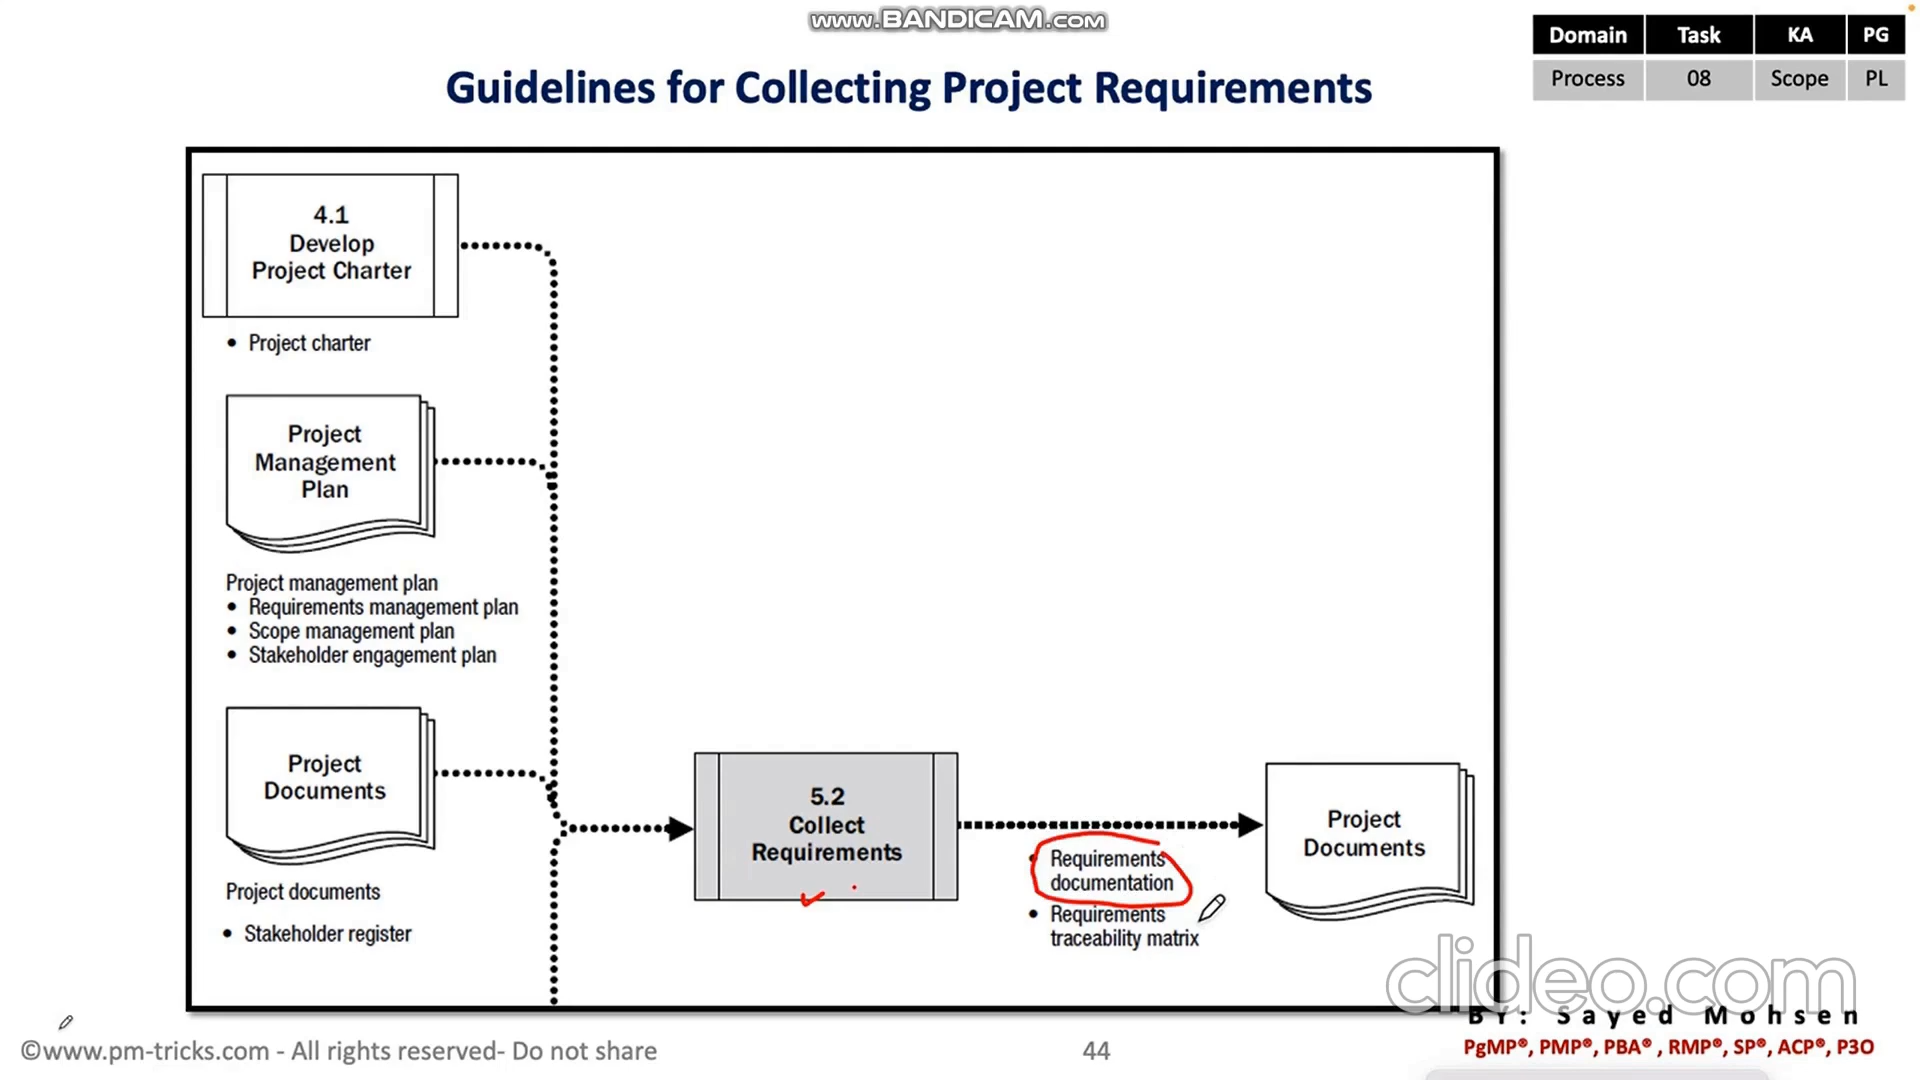 www.BANDICAM.com
Domain Task KA PG
Process 08 Scope PL
Guidelines for Collecting Project Requirements
4.1
Develop
Project Charter
• Project charter
Project
Management
Plan
Project management plan
• Requirements management plan
• Scope management plan
• Stakeholder engagement plan
Project
Documents
Project documents
• Stakeholder register
5.2
Collect
Requirements
• Requirements
documentation
• Requirements
traceability matrix
Project
Documents
clideo.com
BY: Sayed Mohsen
PgMP®, PMP®, PBA® , RMP®, SP®, ACP®, P3O
©www.pm-tricks.com - All rights reserved- Do not share
44